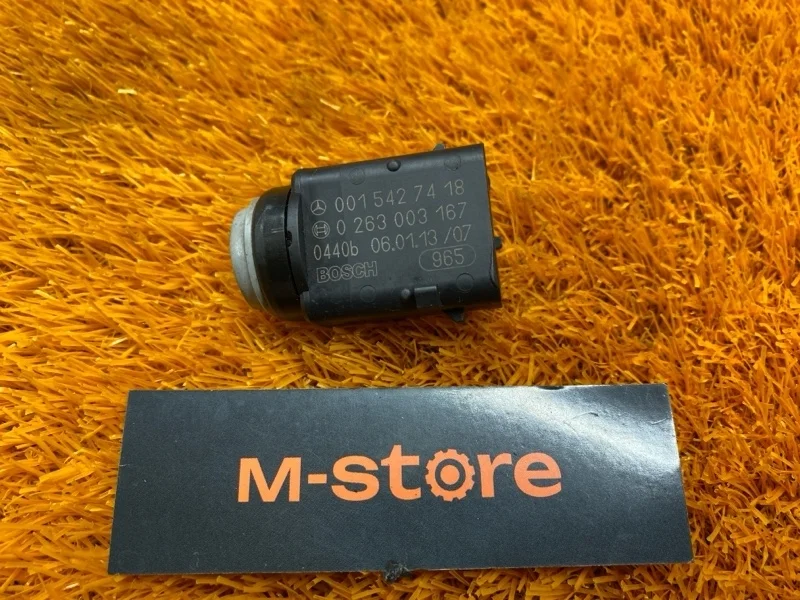 001 542 74 18
0 263 003 167
0440b 06.01.13 /07
BOSCH 965
M-store